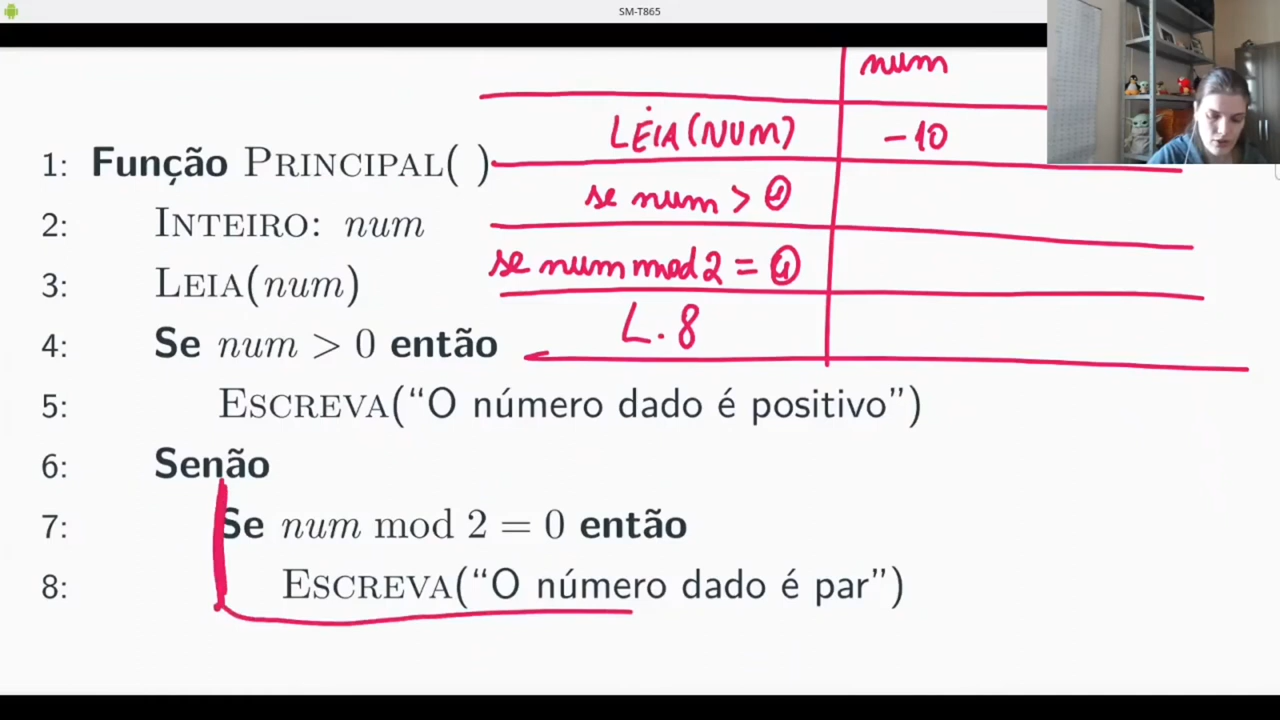 SM-T865
num
LEIA(NUM) -10
se num > 0
se num mod 2 = 0
L.8
1: Função PRINCIPAL( )
2: INTEIRO: num
3: LEIA(num)
4: Se num > 0 então
5: ESCREVA(“O número dado é positivo”)
6: Senão
7: Se num mod 2 = 0 então
8: ESCREVA(“O número dado é par”)